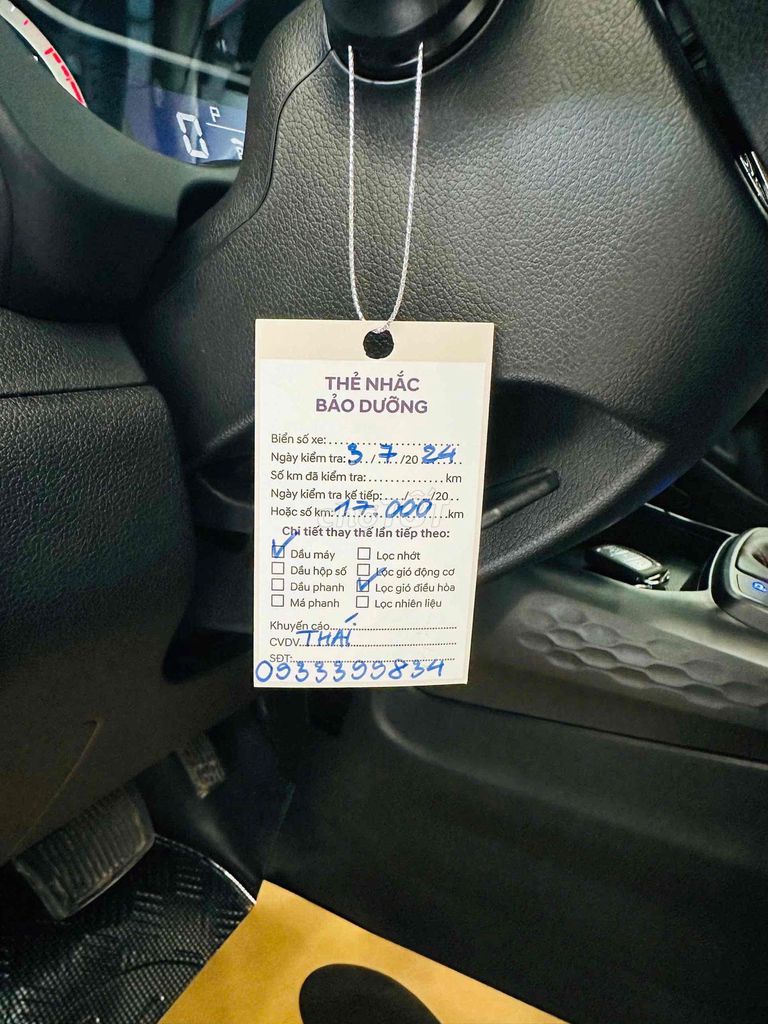 0 P
THẺ NHẮC
BẢO DƯỠNG
Biển số xe:........................
Ngày kiểm tra: 3 / 7 /20 24
Số km đã kiểm tra:..............km
Ngày kiểm tra kế tiếp:..../..../20..
Hoặc số km: 17.000 km
Chi tiết thay thế lần tiếp theo:
☑ Dầu máy ☐ Lọc nhớt
☐ Dầu hộp số ☐ Lọc gió động cơ
☐ Dầu phanh ☑ Lọc gió điều hòa
☐ Má phanh ☐ Lọc nhiên liệu
Khuyến cáo..........................
CVDV THÁI
SĐT: 0933399834